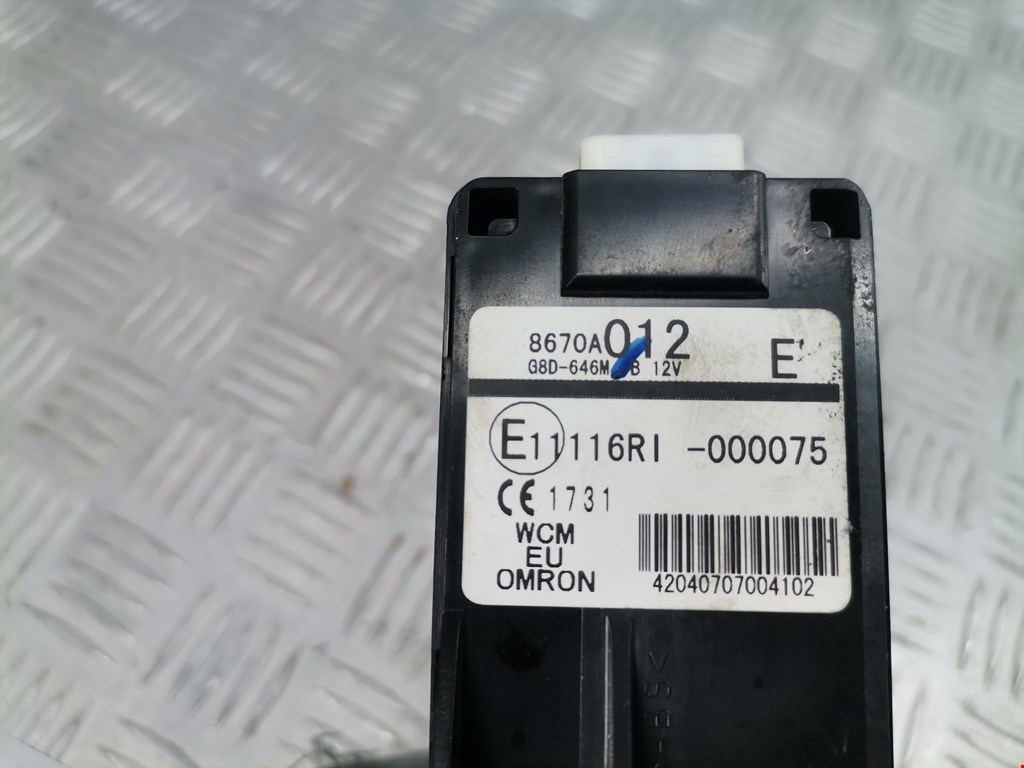 8670A012
G8D-646M B 12V
E
E11116RI -000075
CE 1731
WCM
EU
OMRON
42040707004102